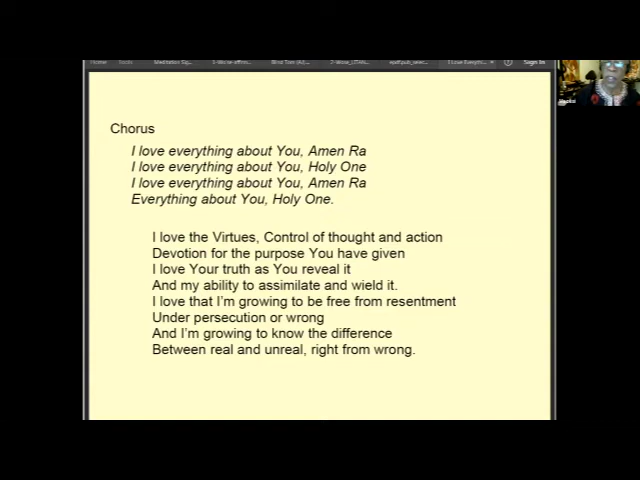 Home Tools Sign In
Chorus
I love everything about You, Amen Ra
I love everything about You, Holy One
I love everything about You, Amen Ra
Everything about You, Holy One.
I love the Virtues, Control of thought and action
Devotion for the purpose You have given
I love Your truth as You reveal it
And my ability to assimilate and wield it.
I love that I'm growing to be free from resentment
Under persecution or wrong
And I'm growing to know the difference
Between real and unreal, right from wrong.